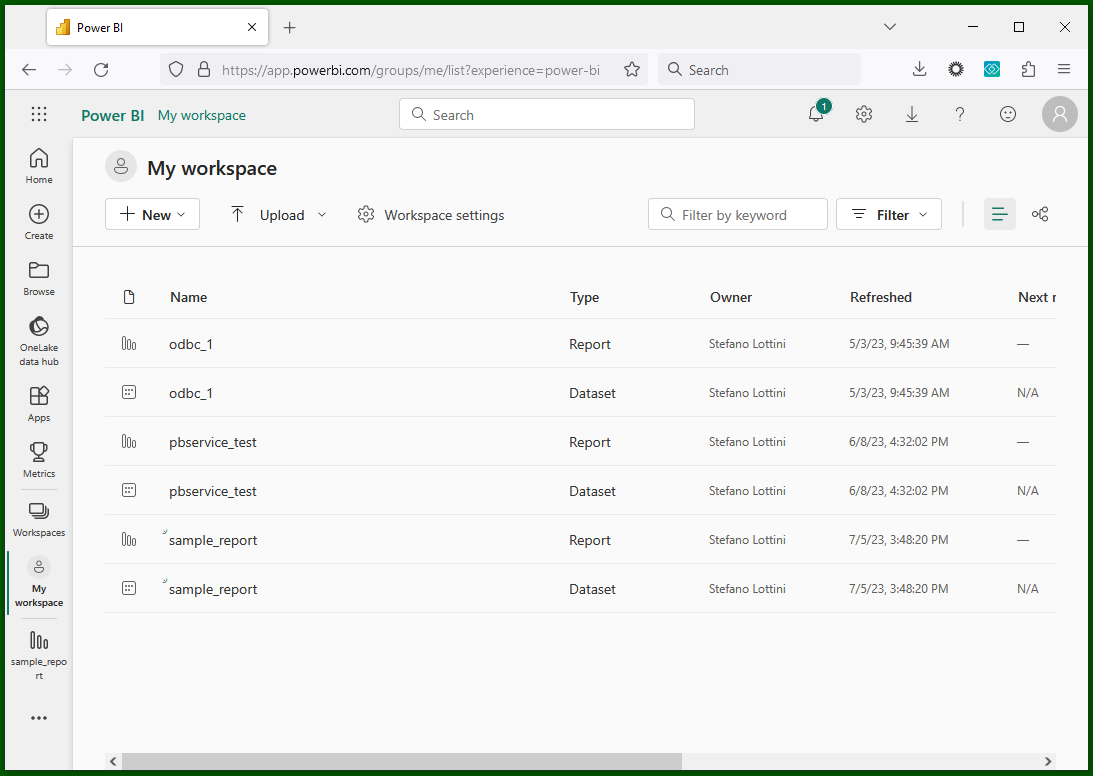 Power BI
https://app.powerbi.com/groups/me/list?experience=power-bi
Search
Power BI My workspace
Search
1
Home
Create
Browse
OneLake
data hub
Apps
Metrics
Workspaces
My
workspace
sample_repo
rt
My workspace
New
Upload
Workspace settings
Filter by keyword
Filter
Name Type Owner Refreshed Next r
odbc_1 Report Stefano Lottini 5/3/23, 9:45:39 AM —
odbc_1 Dataset Stefano Lottini 5/3/23, 9:45:39 AM N/A
pbservice_test Report Stefano Lottini 6/8/23, 4:32:02 PM —
pbservice_test Dataset Stefano Lottini 6/8/23, 4:32:02 PM N/A
sample_report Report Stefano Lottini 7/5/23, 3:48:20 PM —
sample_report Dataset Stefano Lottini 7/5/23, 3:48:20 PM N/A